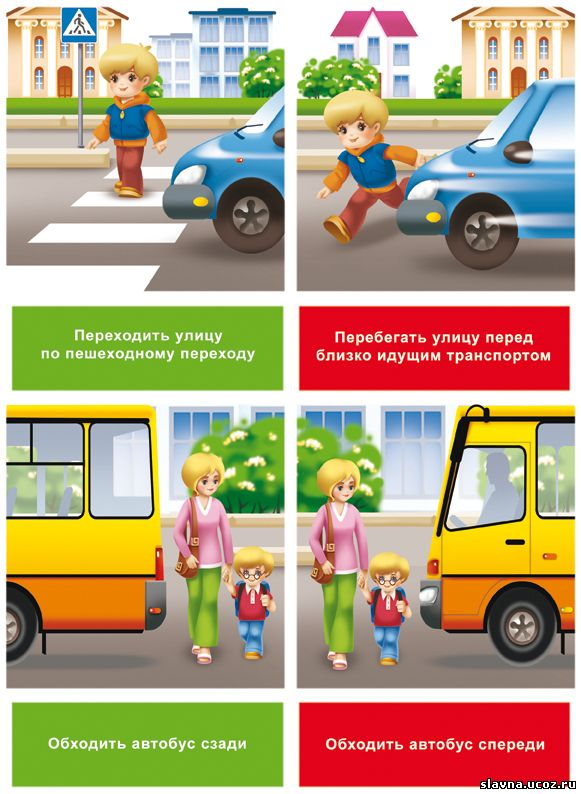 Переходить улицу
по пешеходному переходу
Перебегать улицу перед
близко идущим транспортом
Обходить автобус сзади
Обходить автобус спереди
slavna.ucoz.ru